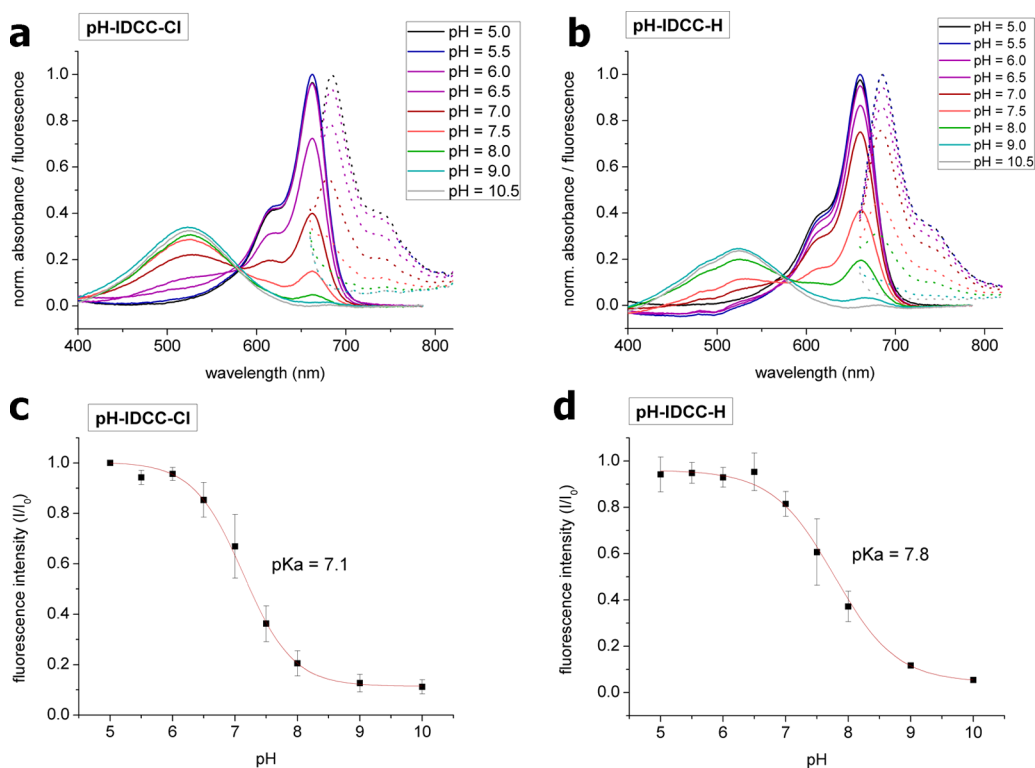 a
pH-IDCC-Cl
pH = 5.0
pH = 5.5
pH = 6.0
pH = 6.5
pH = 7.0
pH = 7.5
pH = 8.0
pH = 9.0
pH = 10.5
norm. absorbance / fluorescence
1.0
0.8
0.6
0.4
0.2
0.0
400
500
600
700
800
wavelength (nm)
b
pH-IDCC-H
pH = 5.0
pH = 5.5
pH = 6.0
pH = 6.5
pH = 7.0
pH = 7.5
pH = 8.0
pH = 9.0
pH = 10.5
norm. absorbance / fluorescence
1.0
0.8
0.6
0.4
0.2
0.0
400
500
600
700
800
wavelength (nm)
c
pH-IDCC-Cl
fluorescence intensity (I/I0)
1.0
0.8
0.6
0.4
0.2
0.0
pKa = 7.1
5
6
7
8
9
10
pH
d
pH-IDCC-H
fluorescence intensity (I/I0)
1.0
0.8
0.6
0.4
0.2
0.0
pKa = 7.8
5
6
7
8
9
10
pH